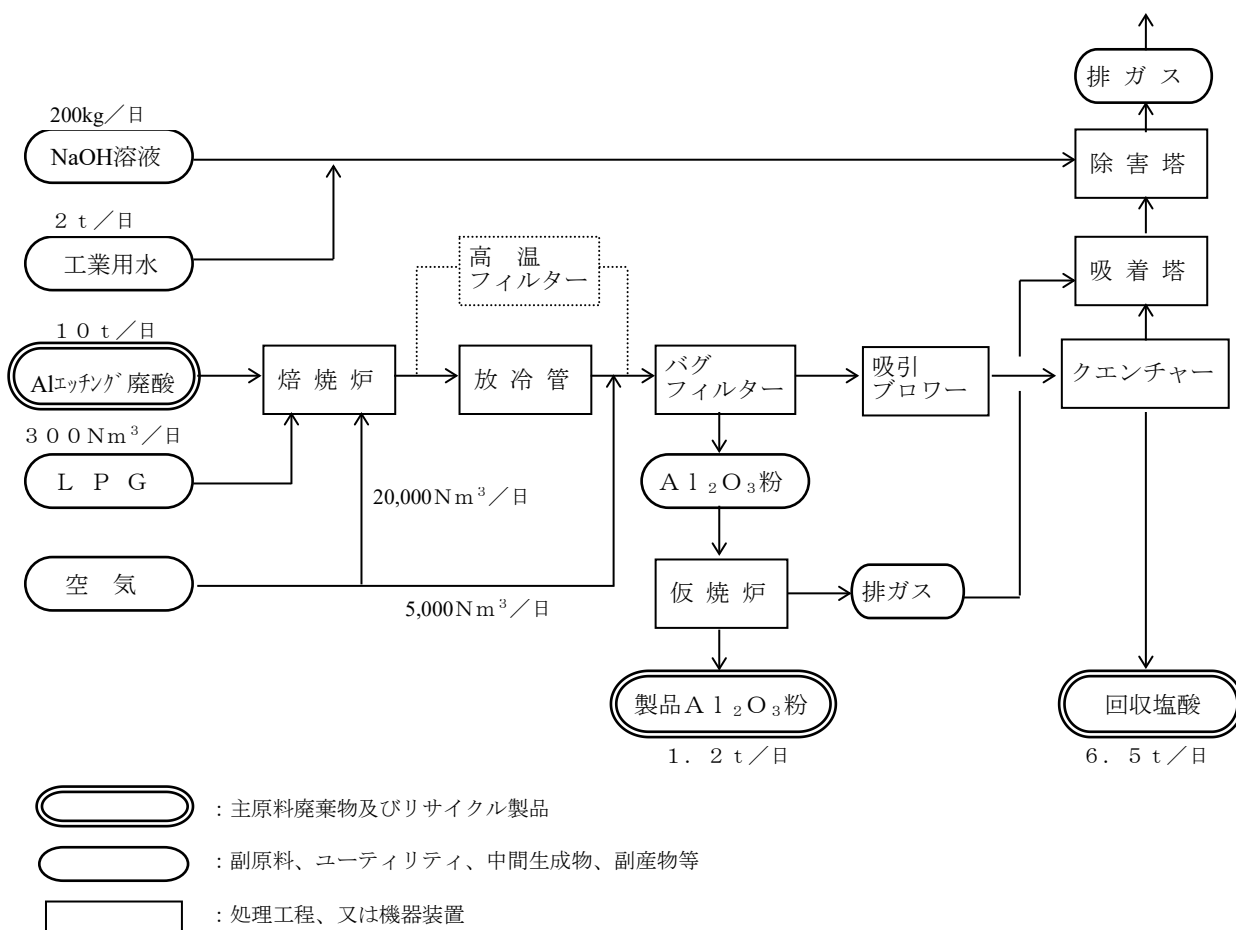 排ガス
200kg／日
NaOH溶液
除害塔
2ｔ／日
工業用水
高温
フィルター
吸着塔
10ｔ／日
Alｴｯﾁﾝｸﾞ廃酸
焙焼炉
放冷管
バグ
フィルター
吸引
ブロワー
クエンチャー
300Ｎm³／日
ＬＰＧ
20,000Ｎｍ³／日
Ａｌ₂Ｏ₃粉
空気
5,000Ｎｍ³／日
仮焼炉
排ガス
製品Ａｌ₂Ｏ₃粉
回収塩酸
1．2ｔ／日
6．5ｔ／日
：主原料廃棄物及びリサイクル製品
：副原料、ユーティリティ、中間生成物、副産物等
：処理工程、又は機器装置